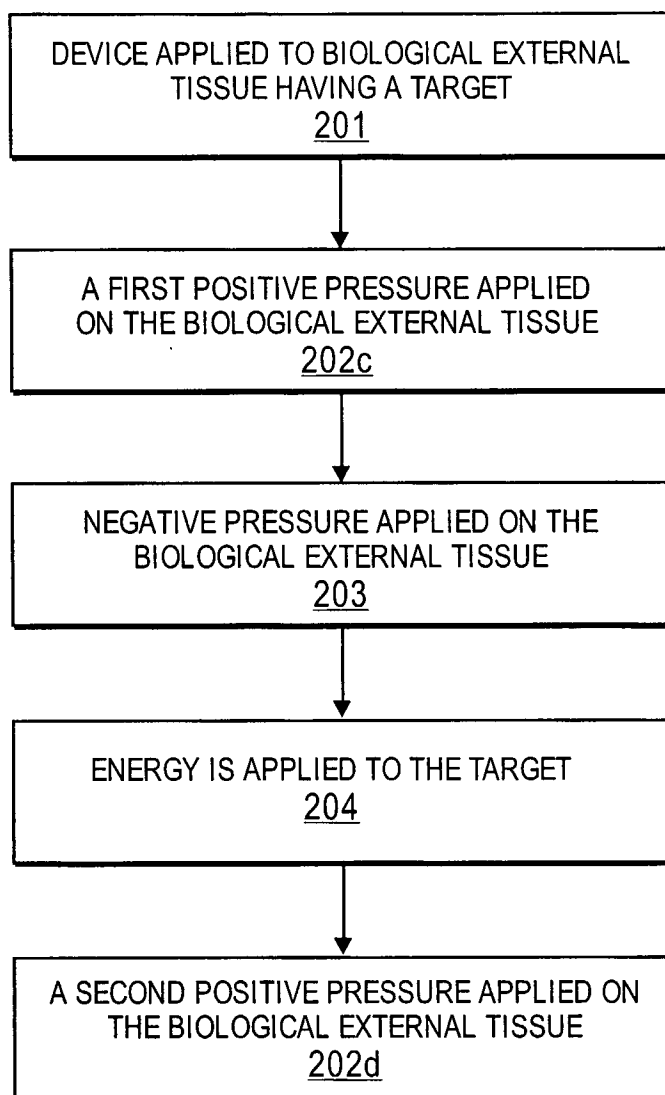 DEVICE APPLIED TO BIOLOGICAL EXTERNAL
TISSUE HAVING A TARGET
201
A FIRST POSITIVE PRESSURE APPLIED
ON THE BIOLOGICAL EXTERNAL TISSUE
202c
NEGATIVE PRESSURE APPLIED ON THE
BIOLOGICAL EXTERNAL TISSUE
203
ENERGY IS APPLIED TO THE TARGET
204
A SECOND POSITIVE PRESSURE APPLIED ON
THE BIOLOGICAL EXTERNAL TISSUE
202d